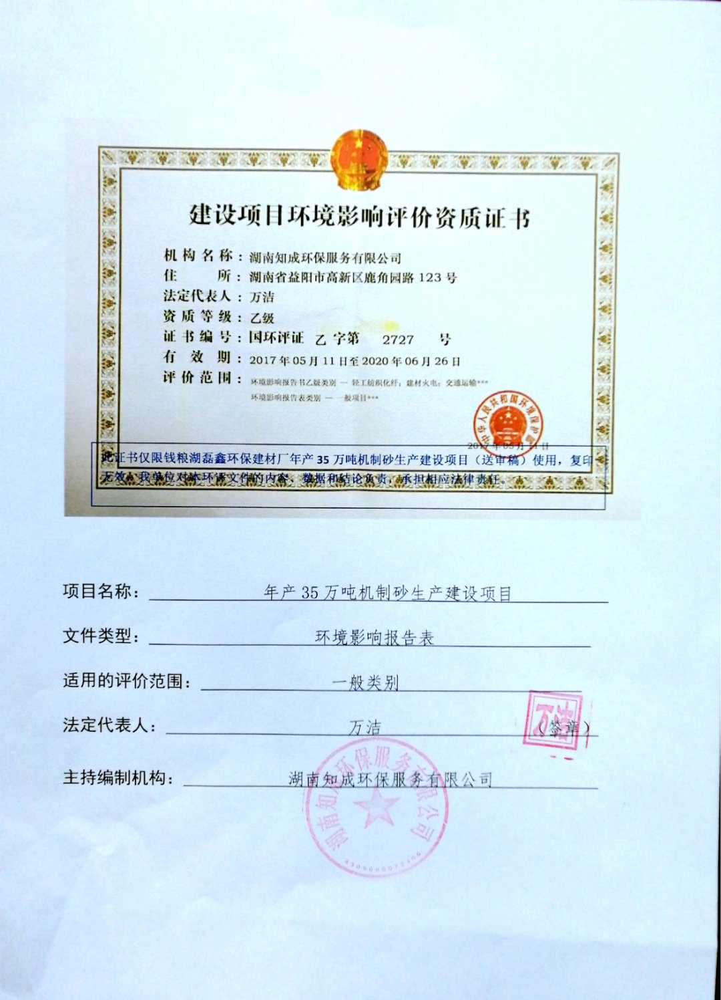 建设项目环境影响评价资质证书
机构名称：湖南知成环保服务有限公司
住所：湖南省益阳市高新区鹿角园路 123 号
法定代表人：万洁
资质等级：乙级
证书编号：国环评证 乙 字第 2727 号
有效期：2017 年 05 月 11 日至 2020 年 06 月 26 日
评价范围：环境影响报告书乙级类别 — 轻工纺织化纤；建材火电；交通运输***
环境影响报告表类别 — 一般项目***
中华人民共和国环境保护部
2017 年 05 月 11 日
此证书仅限钱粮湖磊鑫环保建材厂年产 35 万吨机制砂生产建设项目（送审稿）使用，复印
无效。我单位对本环评文件的内容、数据和结论负责，承担相应法律责任。
项目名称：年产 35 万吨机制砂生产建设项目
文件类型：环境影响报告表
适用的评价范围：一般类别
法定代表人：万洁（签章）
万洁
主持编制机构：湖南知成环保服务有限公司
湖南知成环保服务有限公司